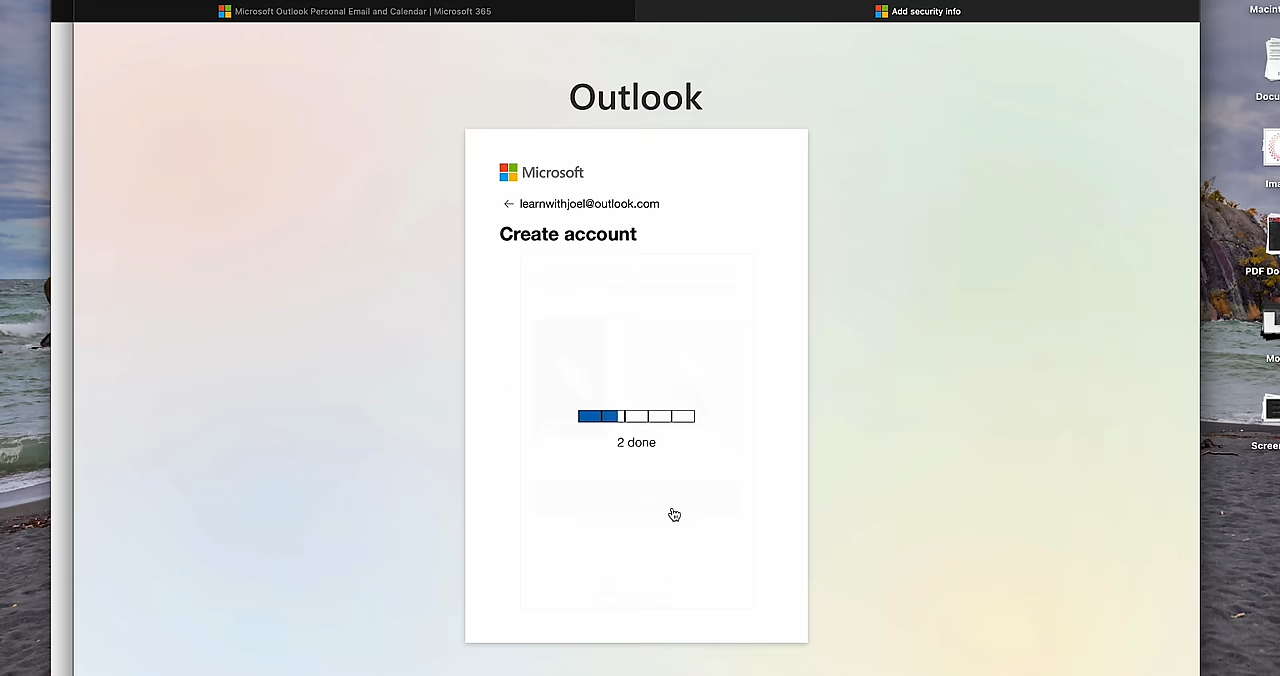 Microsoft Outlook Personal Email and Calendar | Microsoft 365
Add security info
Outlook
Microsoft
learnwithjoel@outlook.com
Create account
2 done